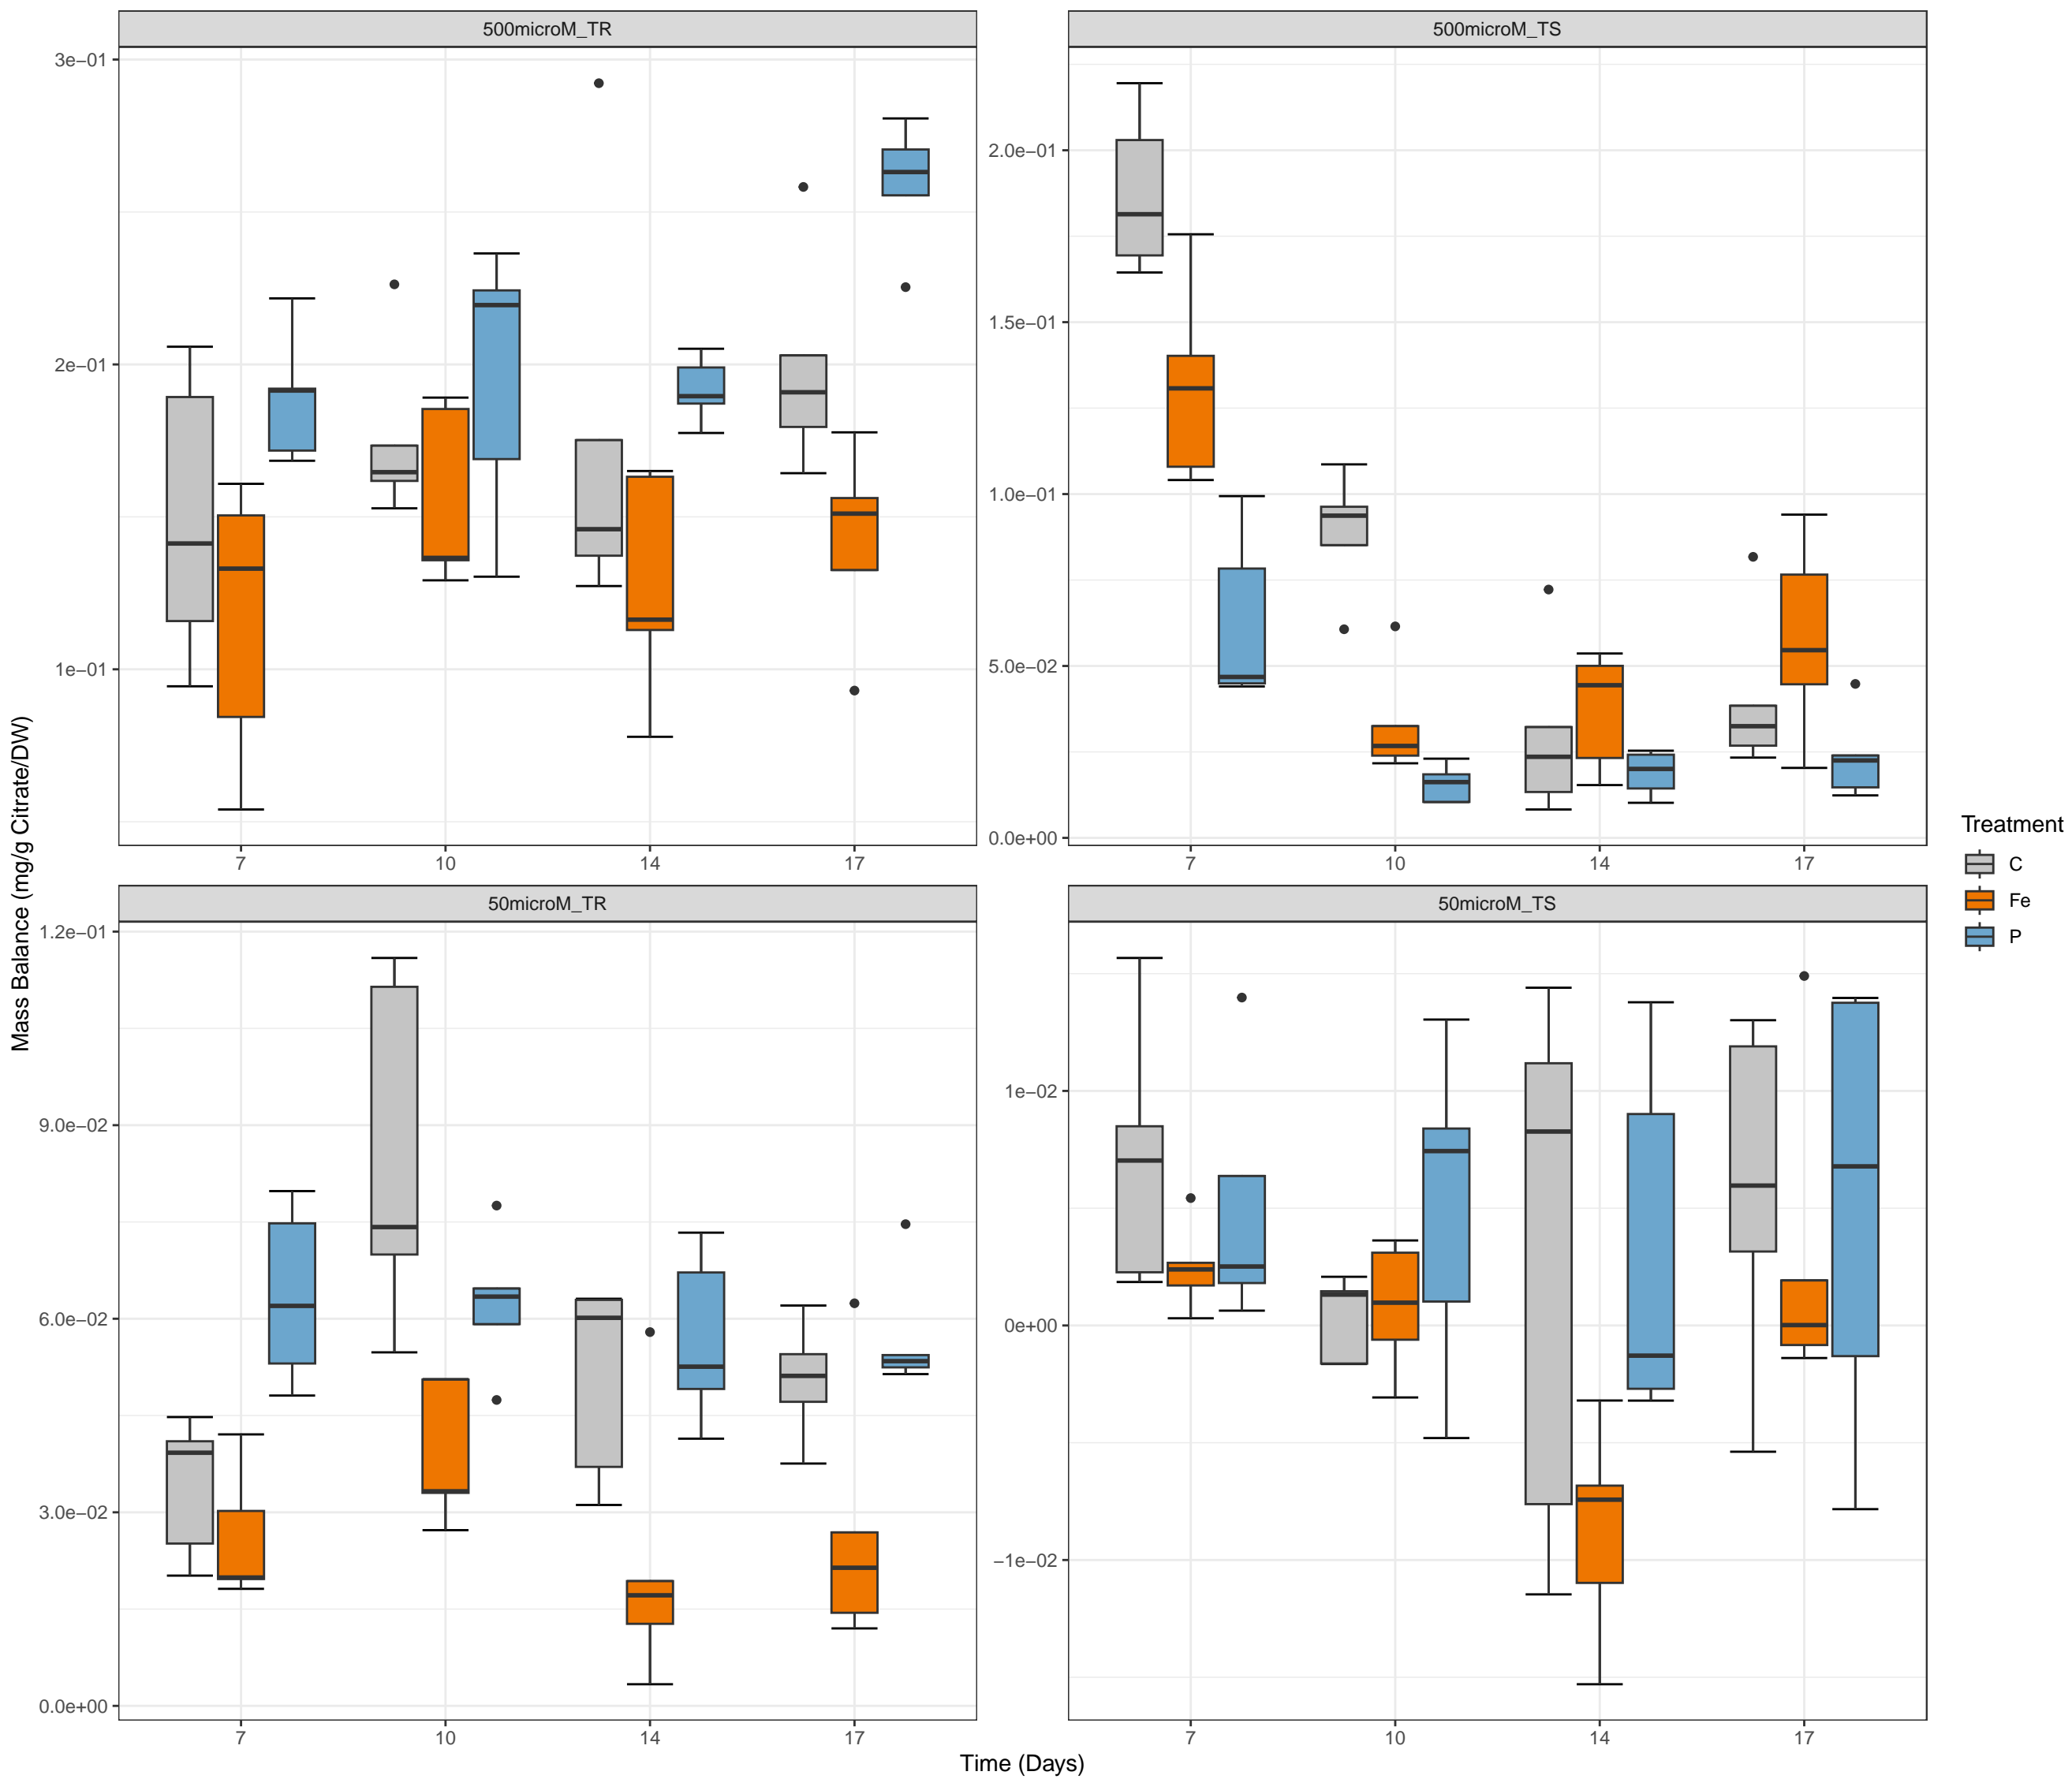 500microM_TR
500microM_TS
3e−01
2e−01
1e−01
2.0e−01
1.5e−01
1.0e−01
5.0e−02
0.0e+00
7 10 14 17
7 10 14 17
50microM_TR
50microM_TS
1.2e−01
9.0e−02
6.0e−02
3.0e−02
0.0e+00
1e−02
0e+00
−1e−02
7 10 14 17
7 10 14 17
Mass Balance (mg/g Citrate/DW)
Time (Days)
Treatment
C
Fe
P